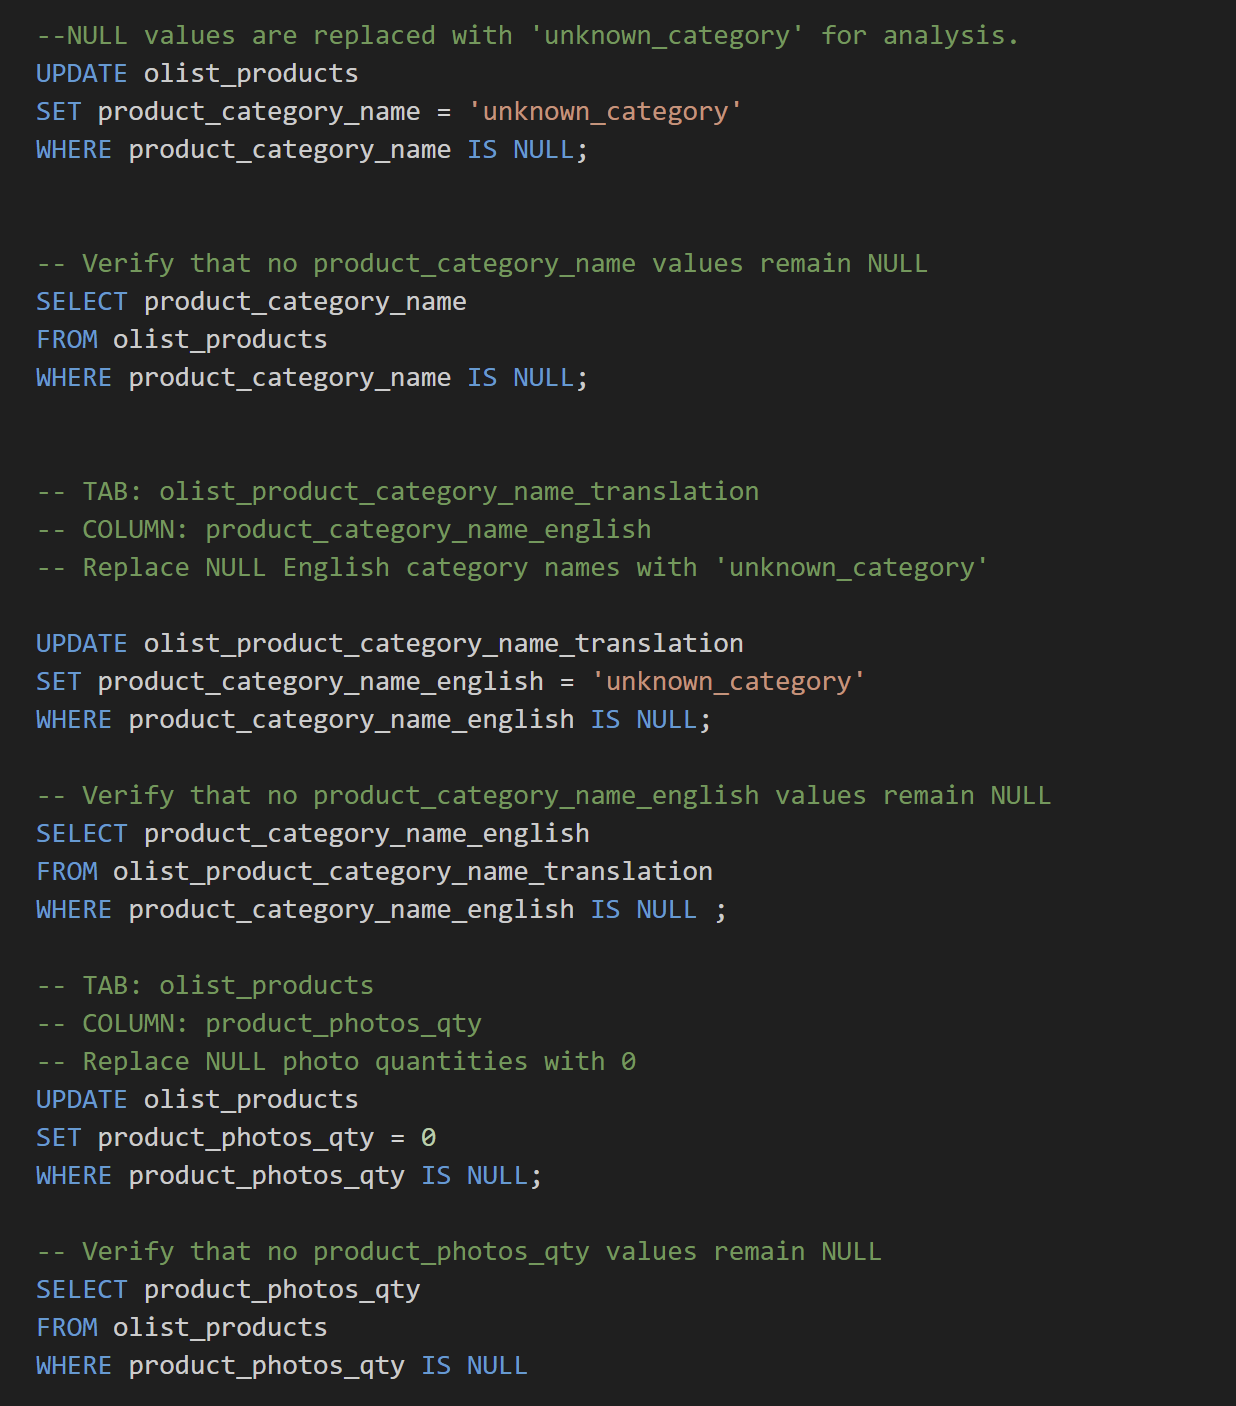 --NULL values are replaced with 'unknown_category' for analysis.
UPDATE olist_products
SET product_category_name = 'unknown_category'
WHERE product_category_name IS NULL;
-- Verify that no product_category_name values remain NULL
SELECT product_category_name
FROM olist_products
WHERE product_category_name IS NULL;
-- TAB: olist_product_category_name_translation
-- COLUMN: product_category_name_english
-- Replace NULL English category names with 'unknown_category'
UPDATE olist_product_category_name_translation
SET product_category_name_english = 'unknown_category'
WHERE product_category_name_english IS NULL;
-- Verify that no product_category_name_english values remain NULL
SELECT product_category_name_english
FROM olist_product_category_name_translation
WHERE product_category_name_english IS NULL ;
-- TAB: olist_products
-- COLUMN: product_photos_qty
-- Replace NULL photo quantities with 0
UPDATE olist_products
SET product_photos_qty = 0
WHERE product_photos_qty IS NULL;
-- Verify that no product_photos_qty values remain NULL
SELECT product_photos_qty
FROM olist_products
WHERE product_photos_qty IS NULL